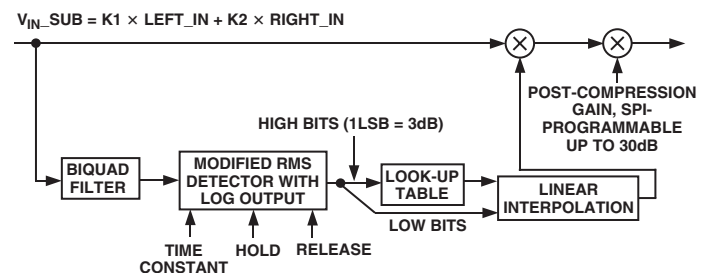 VIN_SUB = K1 × LEFT_IN + K2 × RIGHT_IN
POST-COMPRESSION
GAIN, SPI-
PROGRAMMABLE
UP TO 30dB
HIGH BITS (1LSB = 3dB)
BIQUAD
FILTER
MODIFIED RMS
DETECTOR WITH
LOG OUTPUT
LOOK-UP
TABLE
LINEAR
INTERPOLATION
LOW BITS
TIME
CONSTANT
HOLD
RELEASE